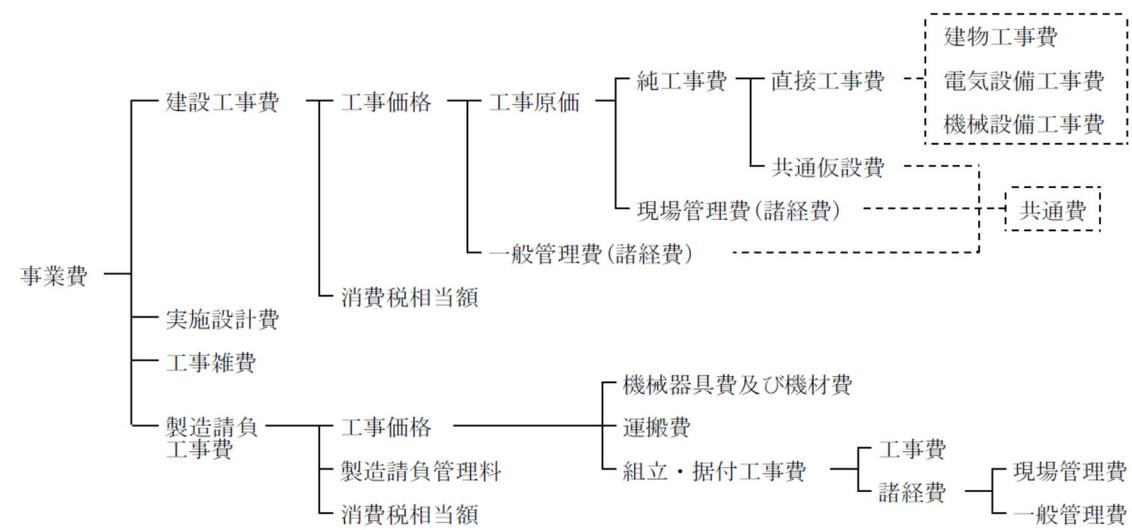 建物工事費
純工事費
直接工事費
電気設備工事費
建設工事費
工事価格
工事原価
機械設備工事費
共通仮設費
現場管理費(諸経費)
共通費
一般管理費(諸経費)
事業費
消費税相当額
実施設計費
工事雑費
機械器具費及び機材費
製造請負
工事費
工事価格
運搬費
工事費
製造請負管理料
組立・据付工事費
現場管理費
諸経費
消費税相当額
一般管理費